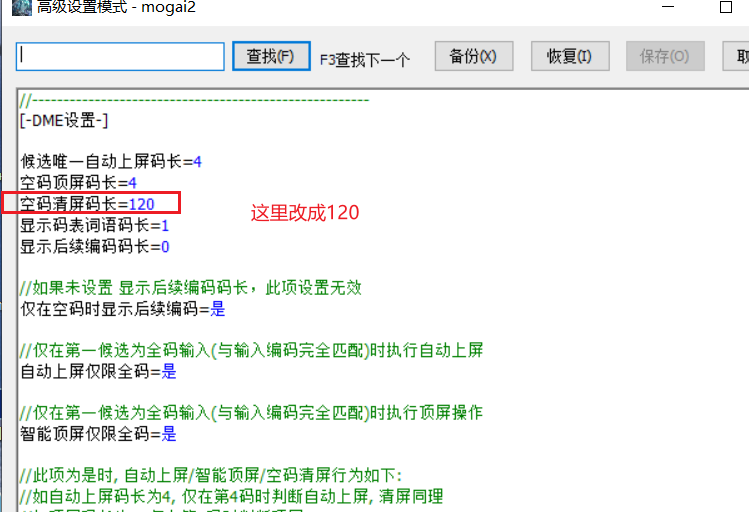 高级设置模式 - mogai2
查找(F) F3查找下一个 备份(X) 恢复(I) 保存(O) 取
//------------------------------------------------------
[-DME设置-]
候选唯一自动上屏码长=4
空码顶屏码长=4
空码清屏码长=120
这里改成120
显示码表词语码长=1
显示后续编码码长=0
//如果未设置 显示后续编码码长，此项设置无效
仅在空码时显示后续编码=是
//仅在第一候选为全码输入(与输入编码完全匹配)时执行自动上屏
自动上屏仅限全码=是
//仅在第一候选为全码输入(与输入编码完全匹配)时执行顶屏操作
智能顶屏仅限全码=是
//此项为是时, 自动上屏/智能顶屏/空码清屏行为如下:
//如自动上屏码长为4, 仅在第4码时判断自动上屏, 清屏同理